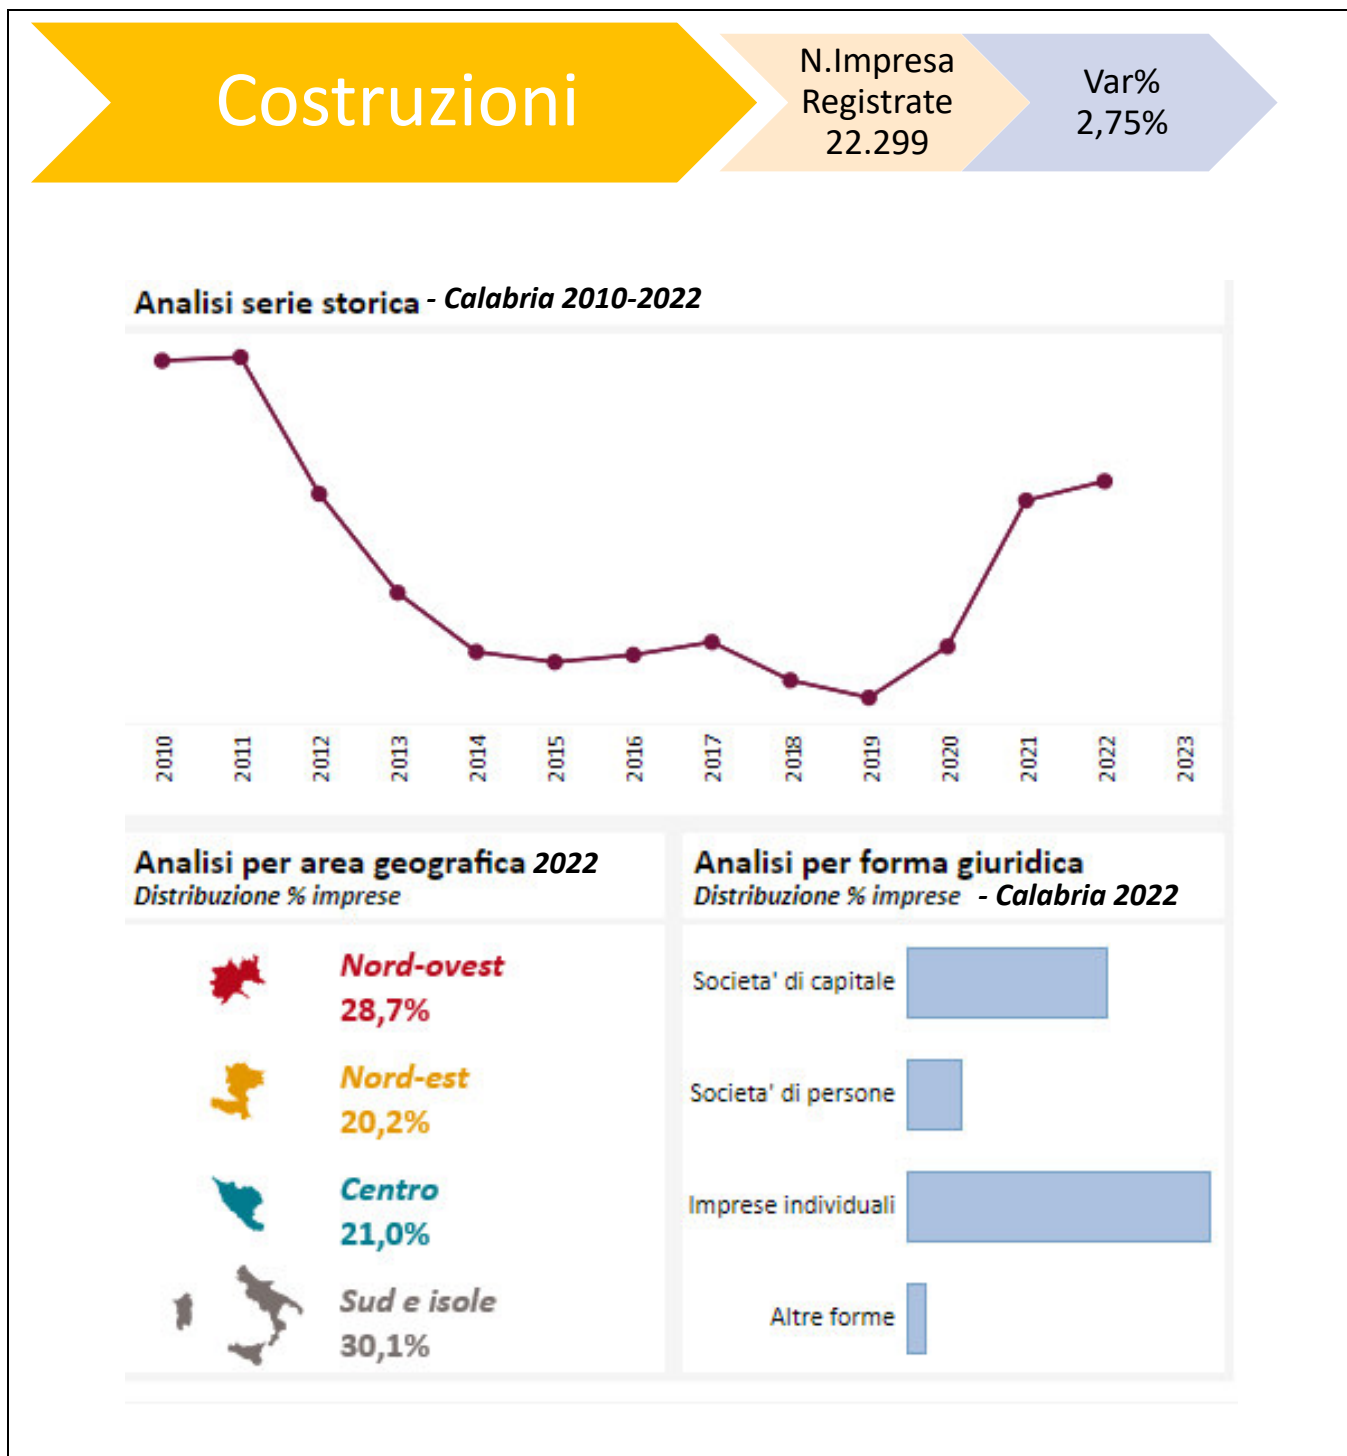 Costruzioni
N.Impresa
Registrate
22.299
Var%
2,75%
Analisi serie storica - Calabria 2010-2022
2010 2011 2012 2013 2014 2015 2016 2017 2018 2019 2020 2021 2022 2023
Analisi per area geografica 2022
Distribuzione % imprese
Nord-ovest
28,7%
Nord-est
20,2%
Centro
21,0%
Sud e isole
30,1%
Analisi per forma giuridica
Distribuzione % imprese - Calabria 2022
Societa' di capitale
Societa' di persone
Imprese individuali
Altre forme